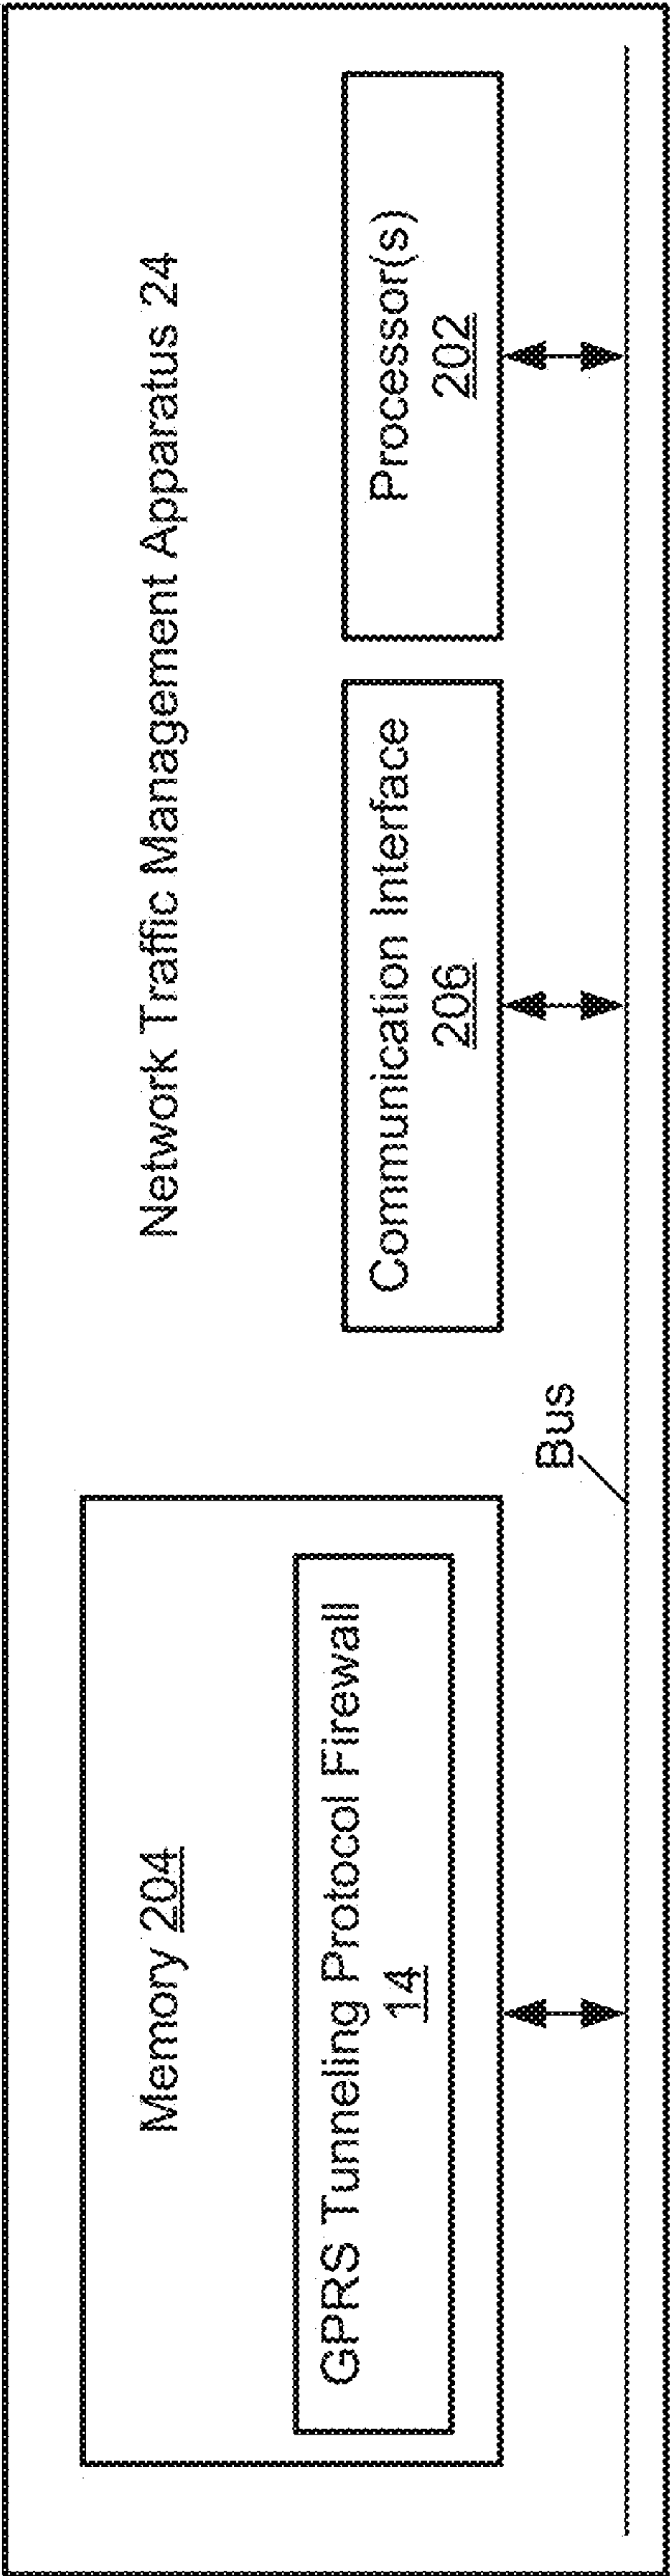 Network Traffic Management Apparatus 24
Memory 204
GPRS Tunneling Protocol Firewall
14
Communication Interface
206
Processor(s)
202
Bus